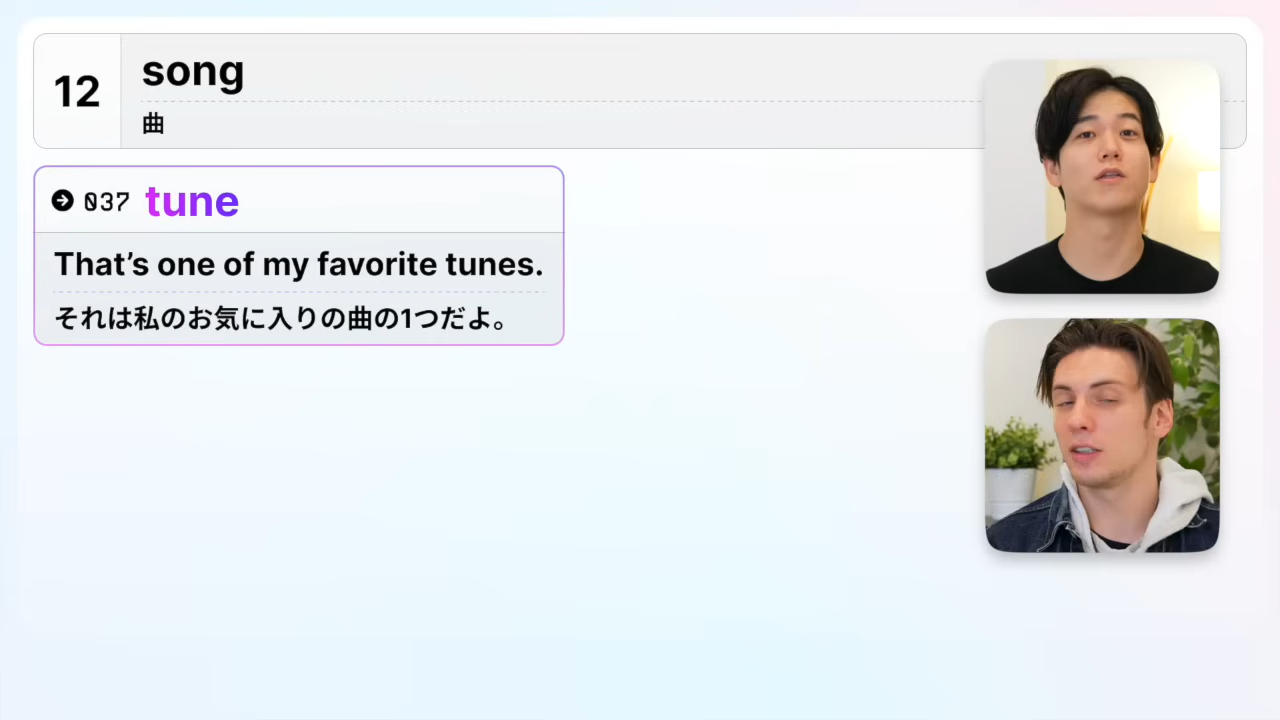 12
song
曲
037 tune
That’s one of my favorite tunes.
それは私のお気に入りの曲の1つだよ。